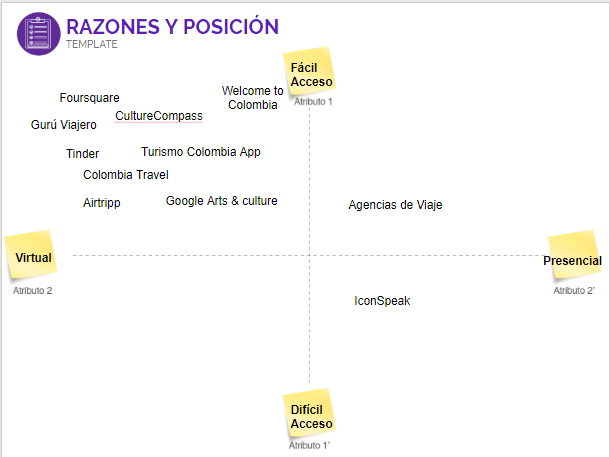 RAZONES Y POSICIÓN
TEMPLATE
Fácil
Acceso
Atributo 1
Welcome to
Colombia
Foursquare
CultureCompass
Gurú Viajero
Tinder
Turismo Colombia App
Colombia Travel
Airtripp
Google Arts & culture
Agencias de Viaje
Virtual
Atributo 2
Presencial
Atributo 2'
IconSpeak
Difícil
Acceso
Atributo 1'